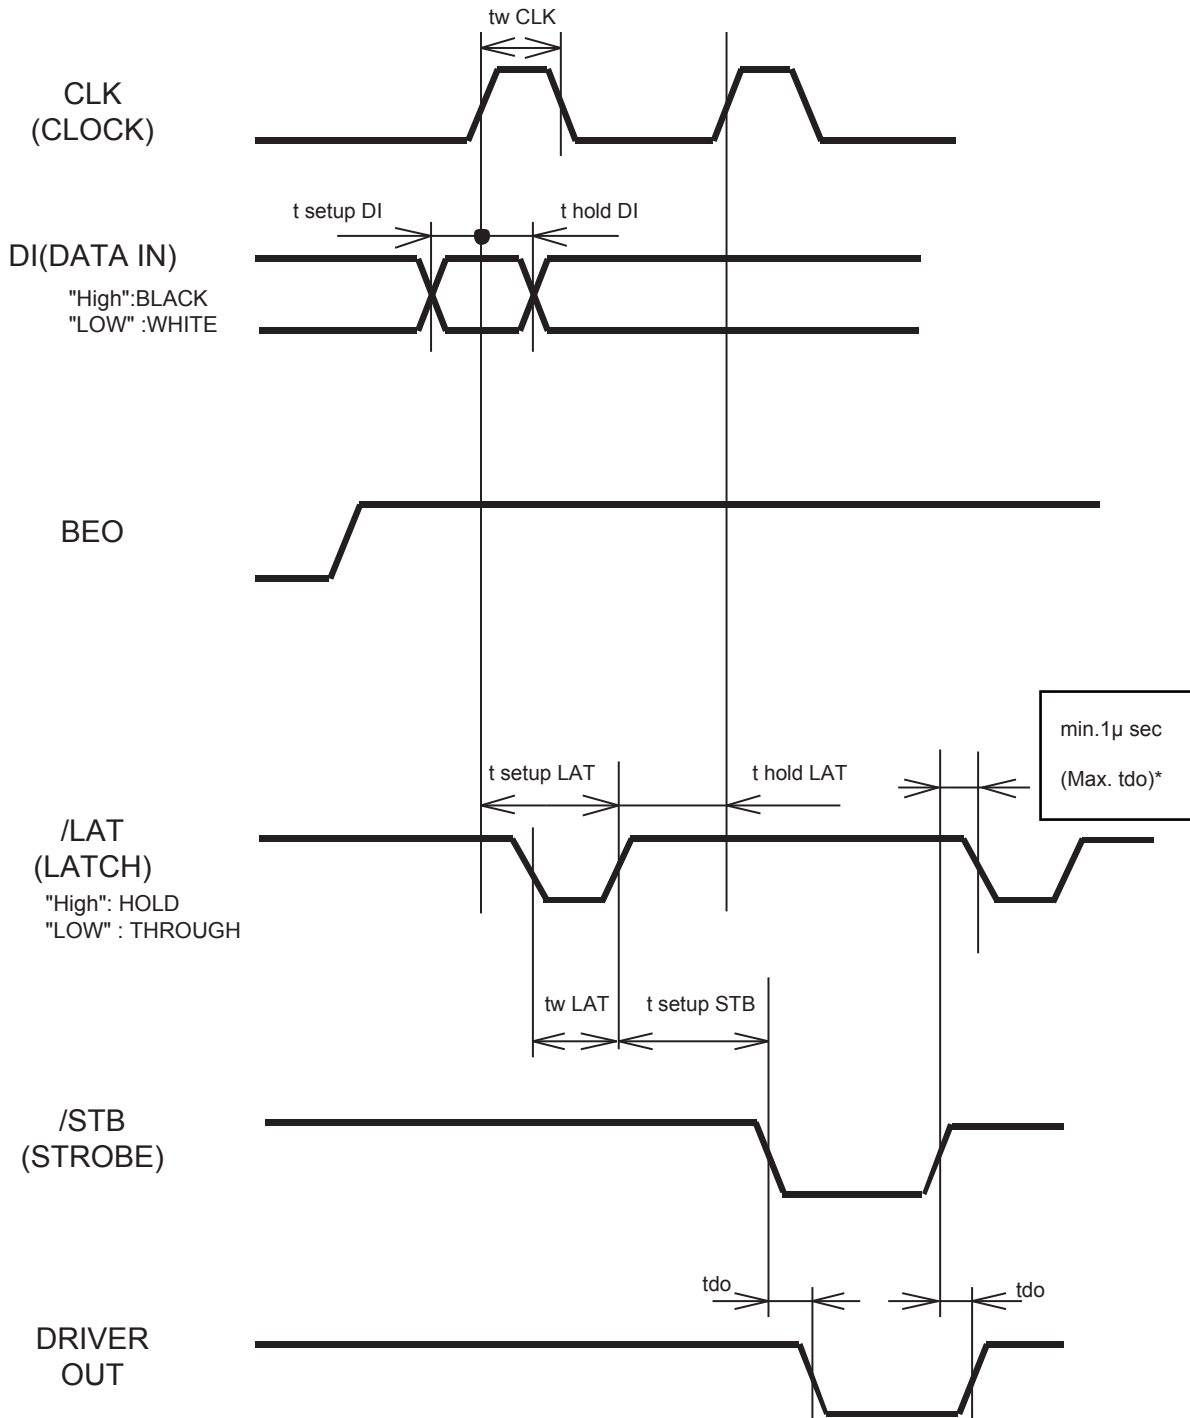 tw CLK
CLK
(CLOCK)
t setup DI
t hold DI
DI(DATA IN)
"High":BLACK
"LOW" :WHITE
BEO
min.1µ sec
(Max. tdo)*
t setup LAT
t hold LAT
/LAT
(LATCH)
"High": HOLD
"LOW" : THROUGH
tw LAT
t setup STB
/STB
(STROBE)
tdo
tdo
DRIVER
OUT